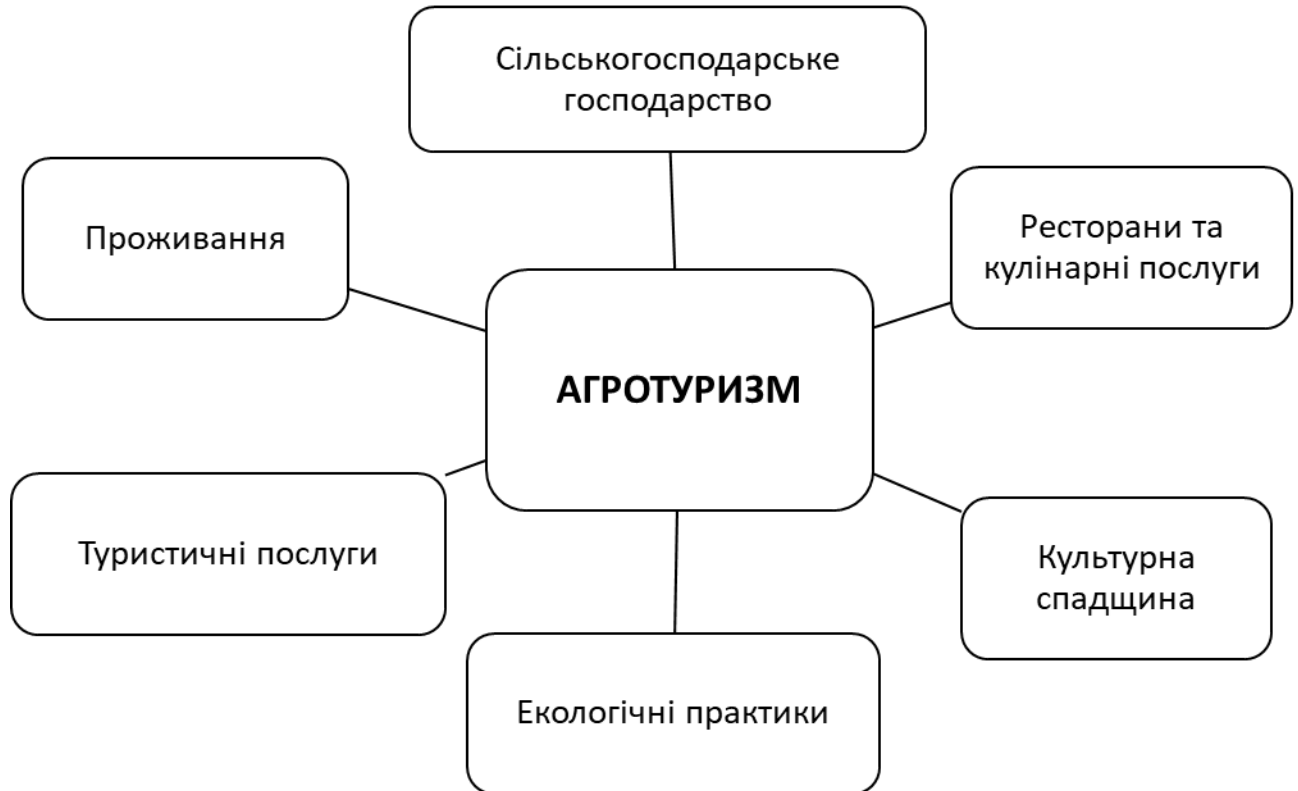 Сільськогосподарське
господарство
Проживання
Ресторани та
кулінарні послуги
АГРОТУРИЗМ
Туристичні послуги
Культурна
спадщина
Екологічні практики